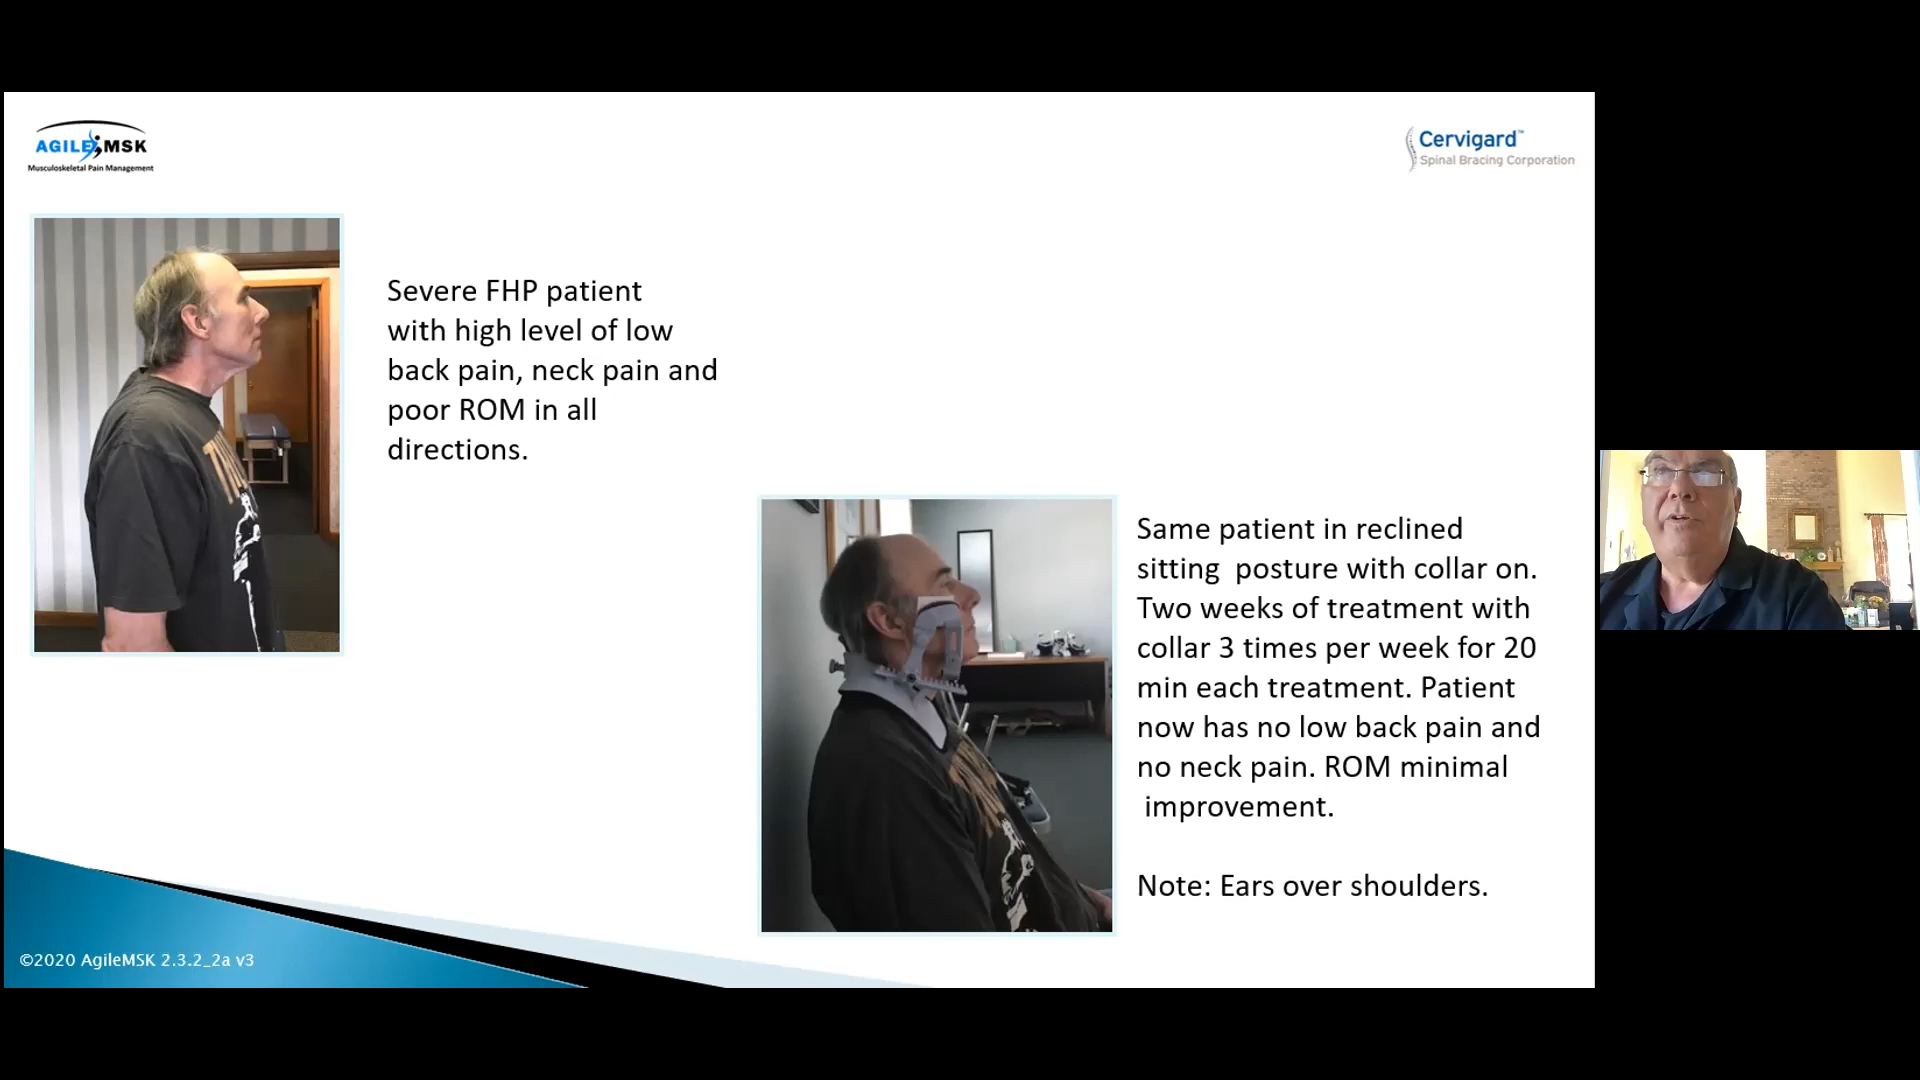 AGILE MSK
Musculoskeletal Pain Management
Cervigard™
Spinal Bracing Corporation
Severe FHP patient
with high level of low
back pain, neck pain and
poor ROM in all
directions.
Same patient in reclined
sitting  posture with collar on.
Two weeks of treatment with
collar 3 times per week for 20
min each treatment. Patient
now has no low back pain and
no neck pain. ROM minimal
improvement.
Note: Ears over shoulders.
©2020 AgileMSK 2.3.2_2a v3